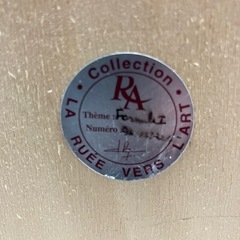 • Collection •
RA
Thème :
Numéro :
LA RUÉE VERS L'ART